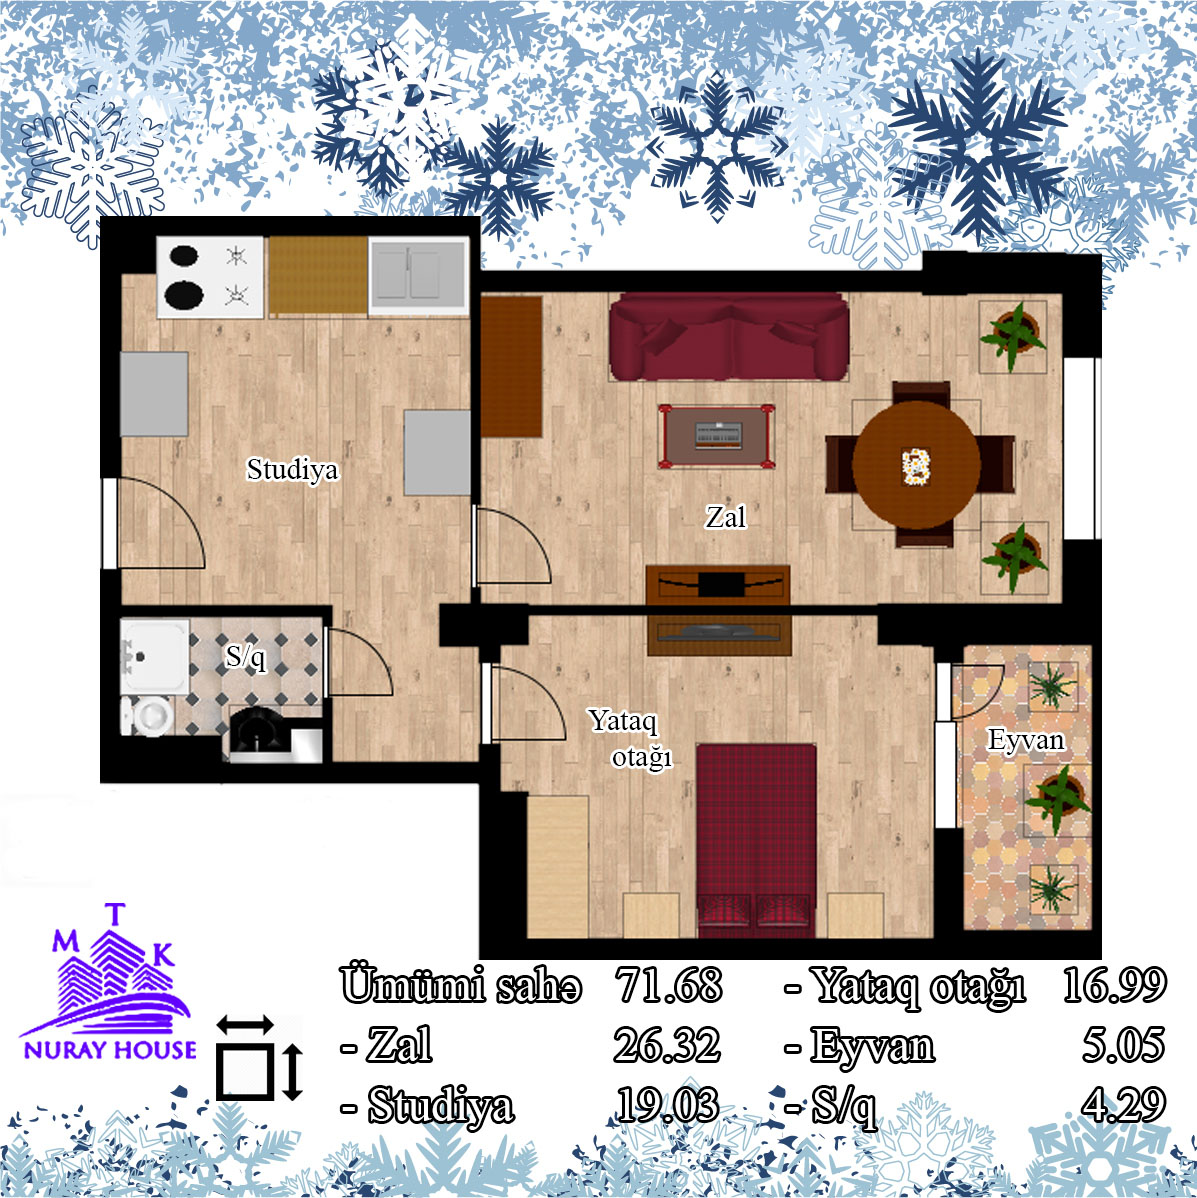 Studiya
Zal
S/q
Yataq
otağı
Eyvan
T
M K
NURAY HOUSE
Ümümi sahə 71.68
- Zal 26.32
- Studiya 19.03
- Yataq otağı 16.99
- Eyvan 5.05
- S/q 4.29